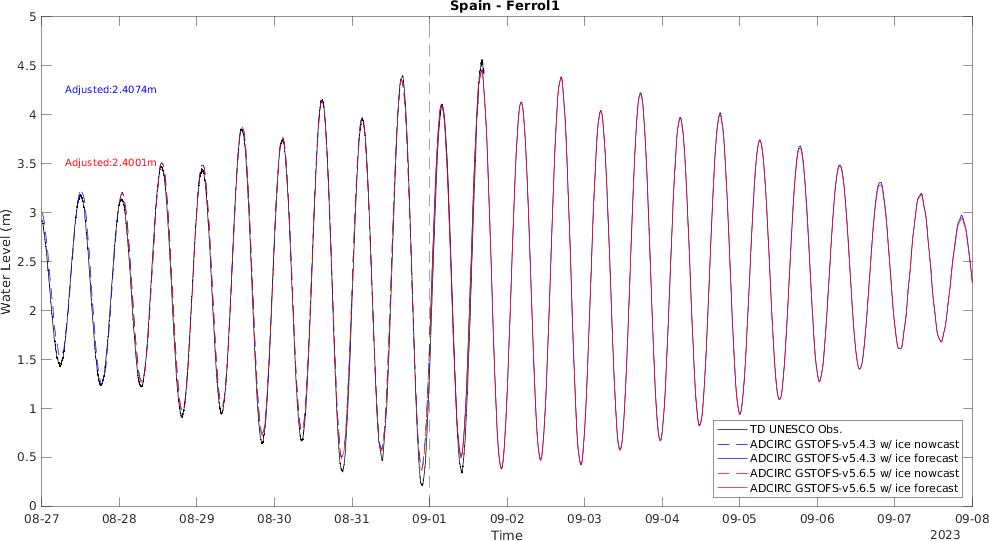 Spain - Ferrol1
Water Level (m)
5
4.5
4
3.5
3
2.5
2
1.5
1
0.5
0
Adjusted:2.4074m
Adjusted:2.4001m
TD UNESCO Obs.
ADCIRC GSTOFS-v5.4.3 w/ ice nowcast
ADCIRC GSTOFS-v5.4.3 w/ ice forecast
ADCIRC GSTOFS-v5.6.5 w/ ice nowcast
ADCIRC GSTOFS-v5.6.5 w/ ice forecast
08-27 08-28 08-29 08-30 08-31 09-01 09-02 09-03 09-04 09-05 09-06 09-07 09-08
Time
2023